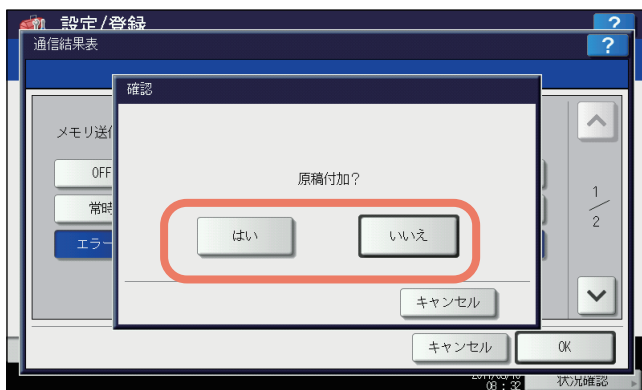 設定/登録
?
通信結果表
?
確認
メモリ送
OFF
常時
エラー
原稿付加?
はい
いいえ
キャンセル
1
2
キャンセル
OK
08:32
状況確認